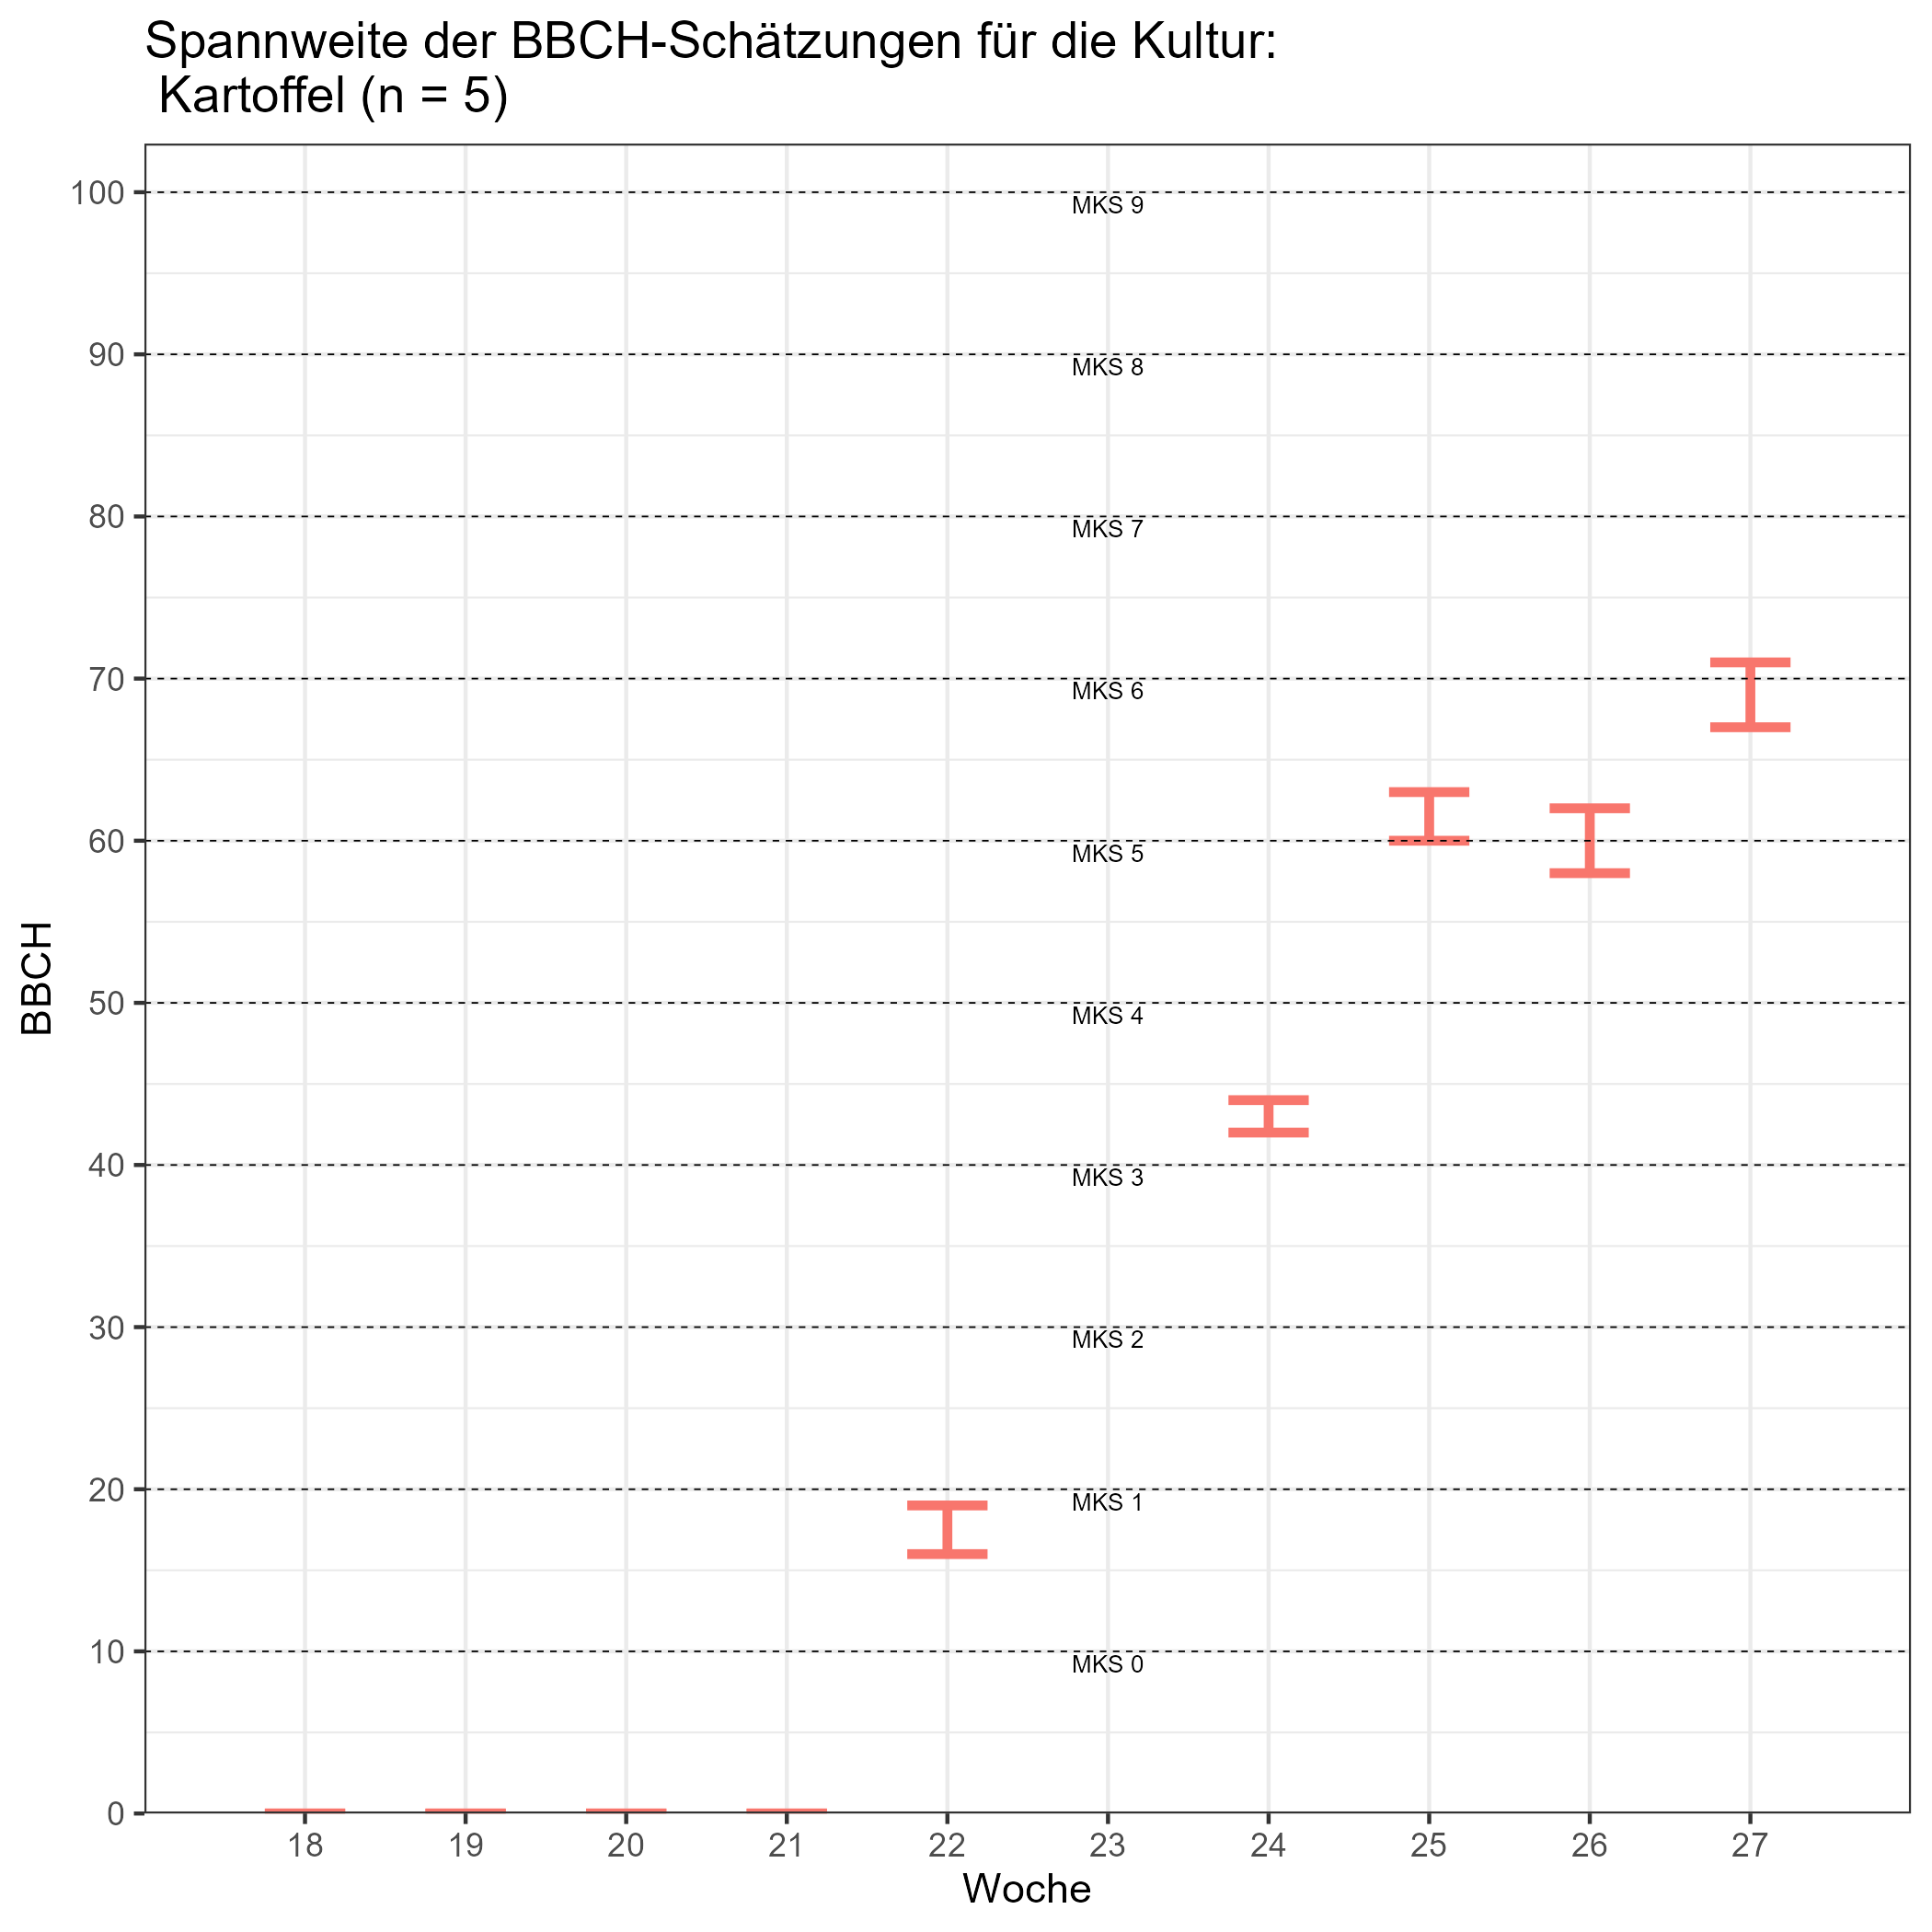 Spannweite der BBCH-Schätzungen für die Kultur:
Kartoffel (n = 5)
100
MKS 9
90
MKS 8
80
MKS 7
70
MKS 6
60
MKS 5
BBCH
50
MKS 4
40
MKS 3
30
MKS 2
20
MKS 1
10
MKS 0
0
18 19 20 21 22 23 24 25 26 27
Woche